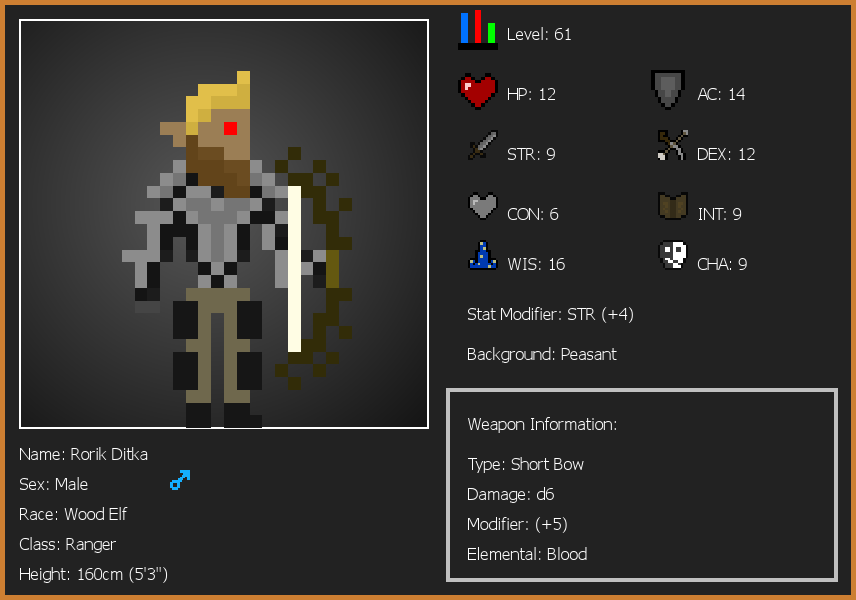 Level: 61
HP: 12
AC: 14
STR: 9
DEX: 12
CON: 6
INT: 9
WIS: 16
CHA: 9
Stat Modifier: STR (+4)
Background: Peasant
Weapon Information:
Type: Short Bow
Damage: d6
Modifier: (+5)
Elemental: Blood
Name: Rorik Ditka
Sex: Male
Race: Wood Elf
Class: Ranger
Height: 160cm (5'3")